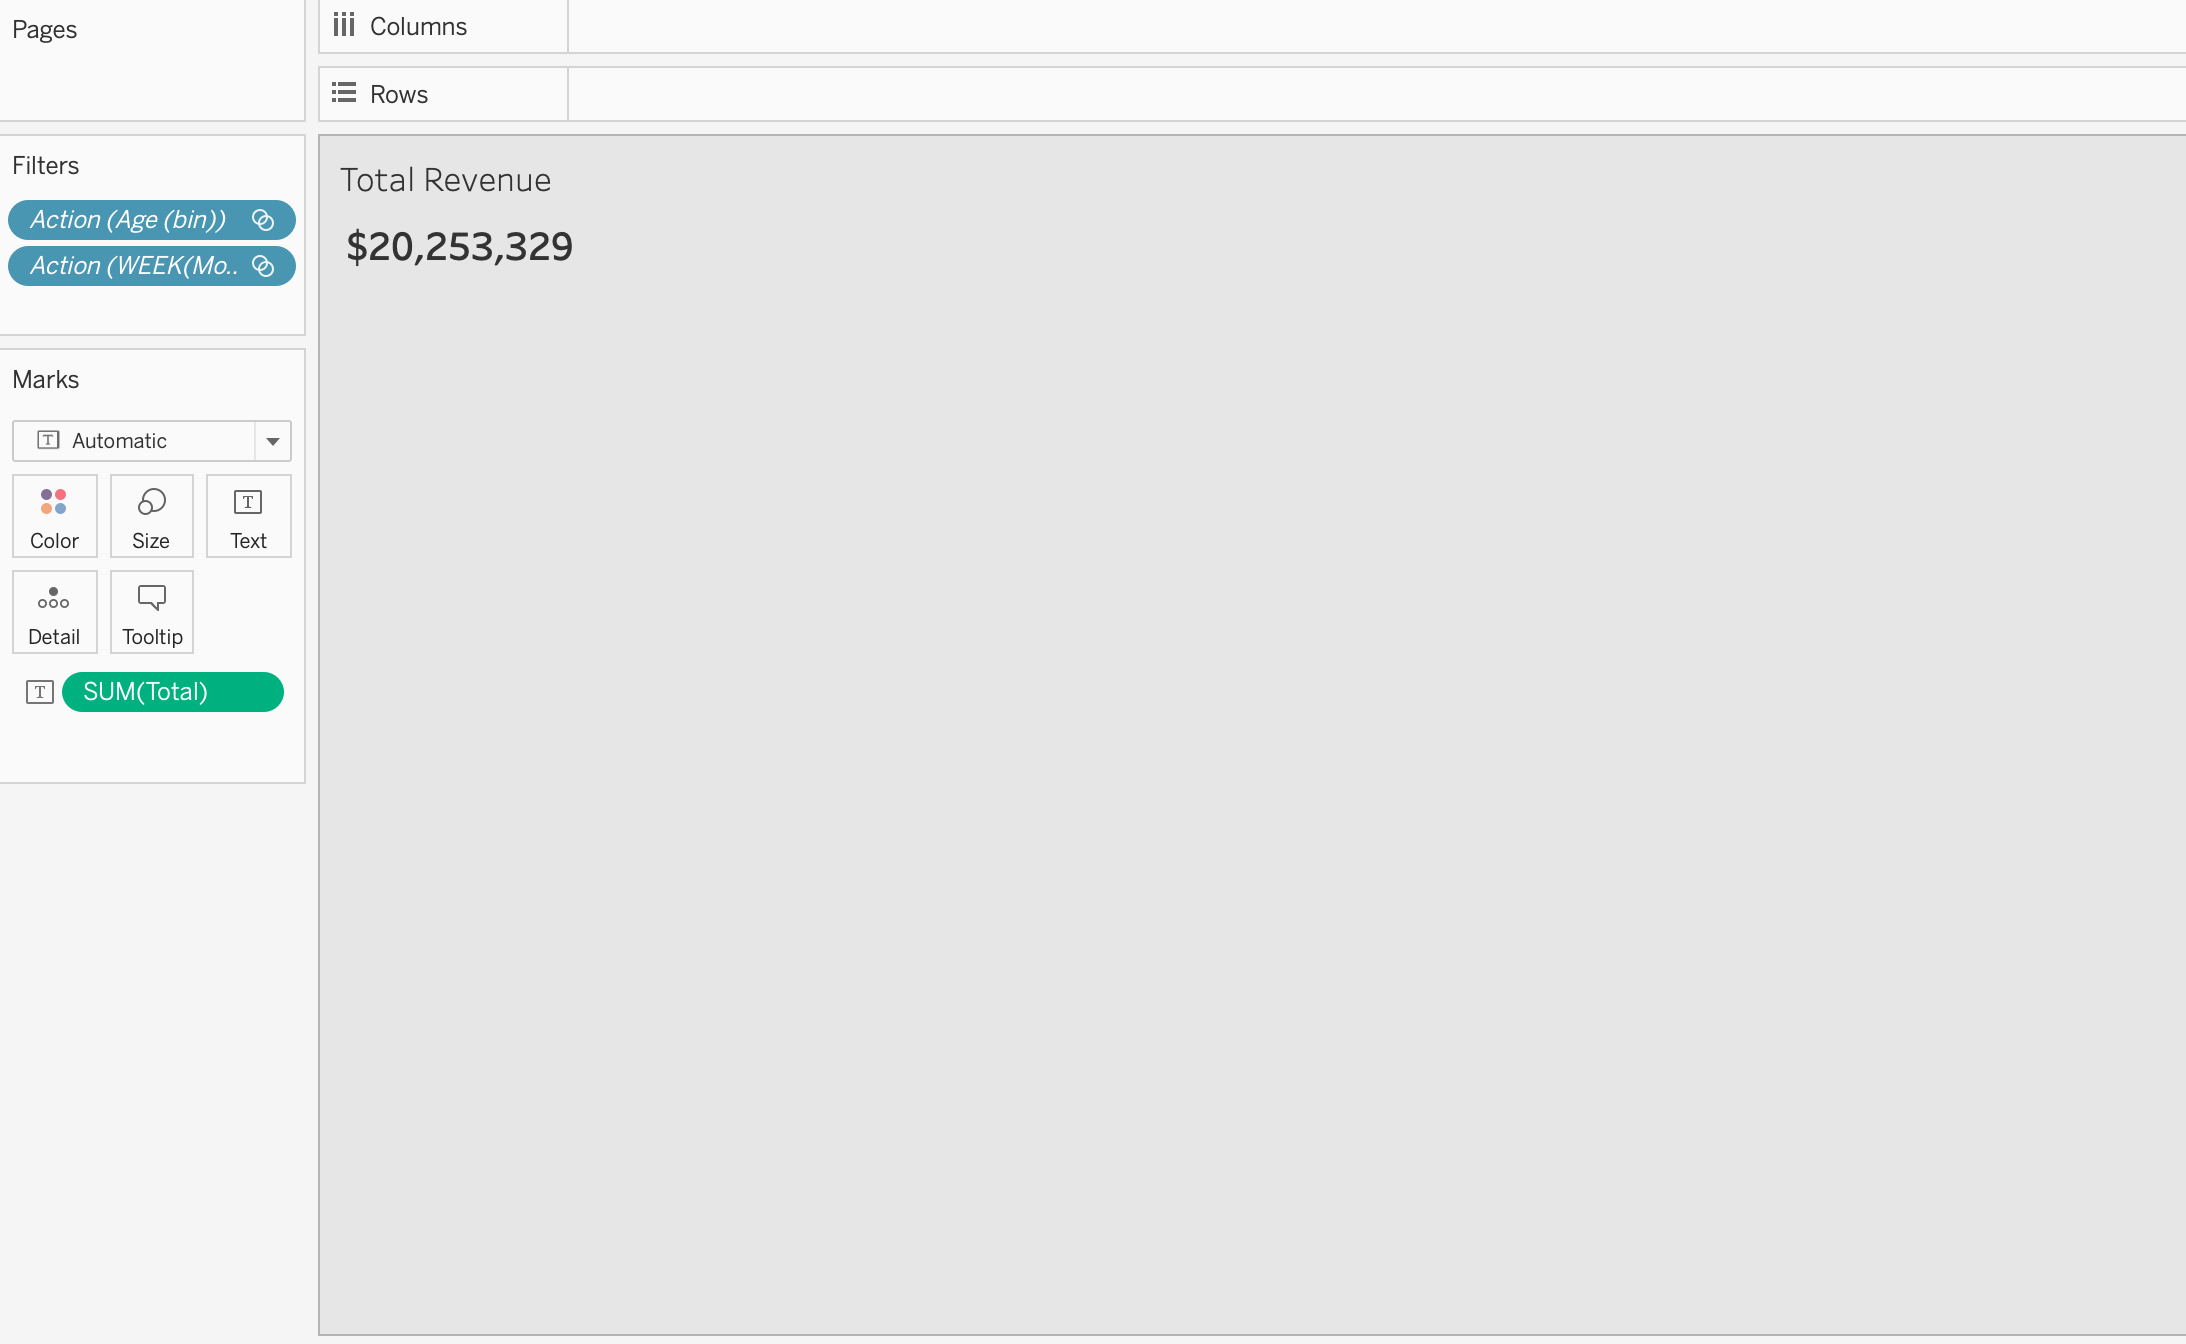 Pages
Columns
Rows
Filters
Action (Age (bin))
Action (WEEK(Mo..
Total Revenue
$20,253,329
Marks
T Automatic
Color Size T Text
Detail Tooltip
T SUM(Total)